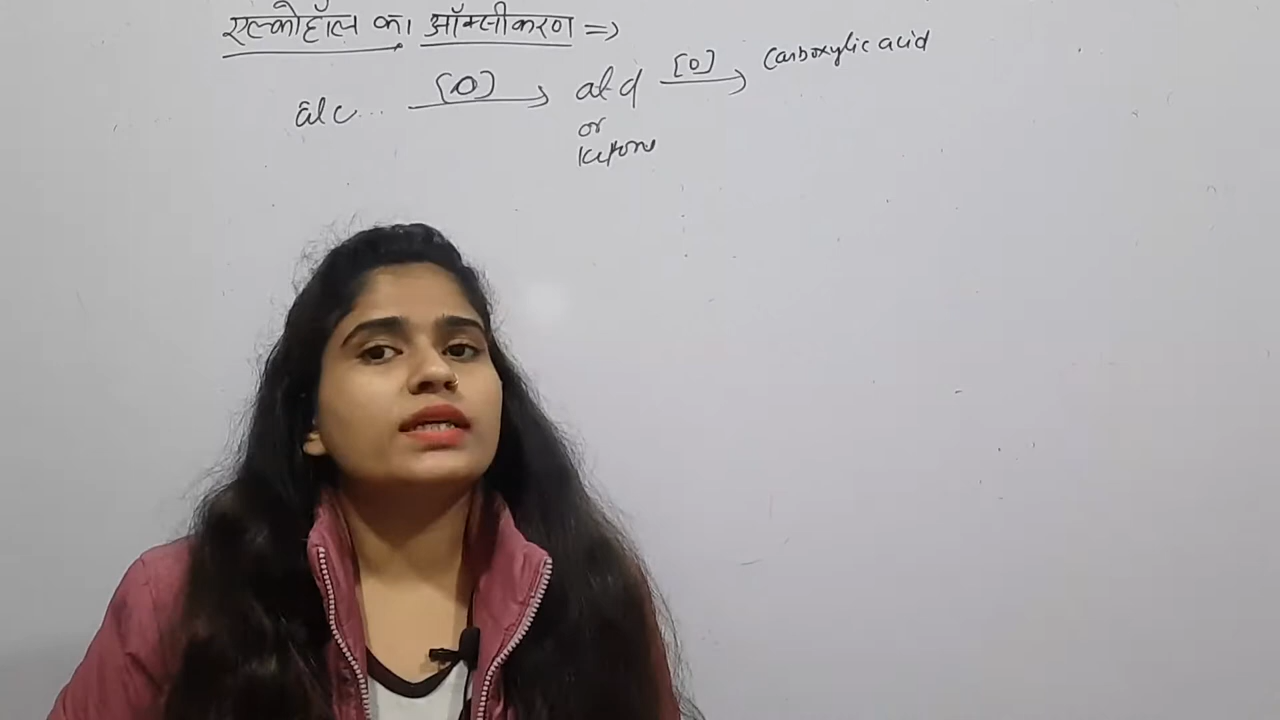 एल्कोहॉल का ऑक्सीकरण =>
alc... [O] → ald [O] → Carboxylic acid
or
Ketone